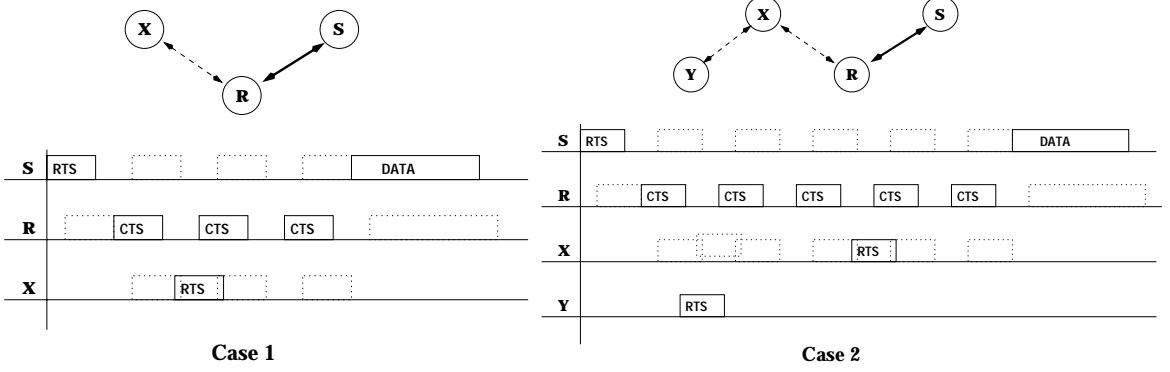 X S
R
S RTS DATA
R CTS CTS CTS
X RTS
Case 1
X S
Y R
S RTS DATA
R CTS CTS CTS CTS CTS
X RTS
Y RTS
Case 2